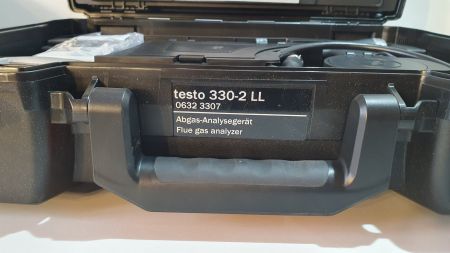 testo 330-2 LL
0632 3307
Abgas-Analysegerät
Flue gas analyzer